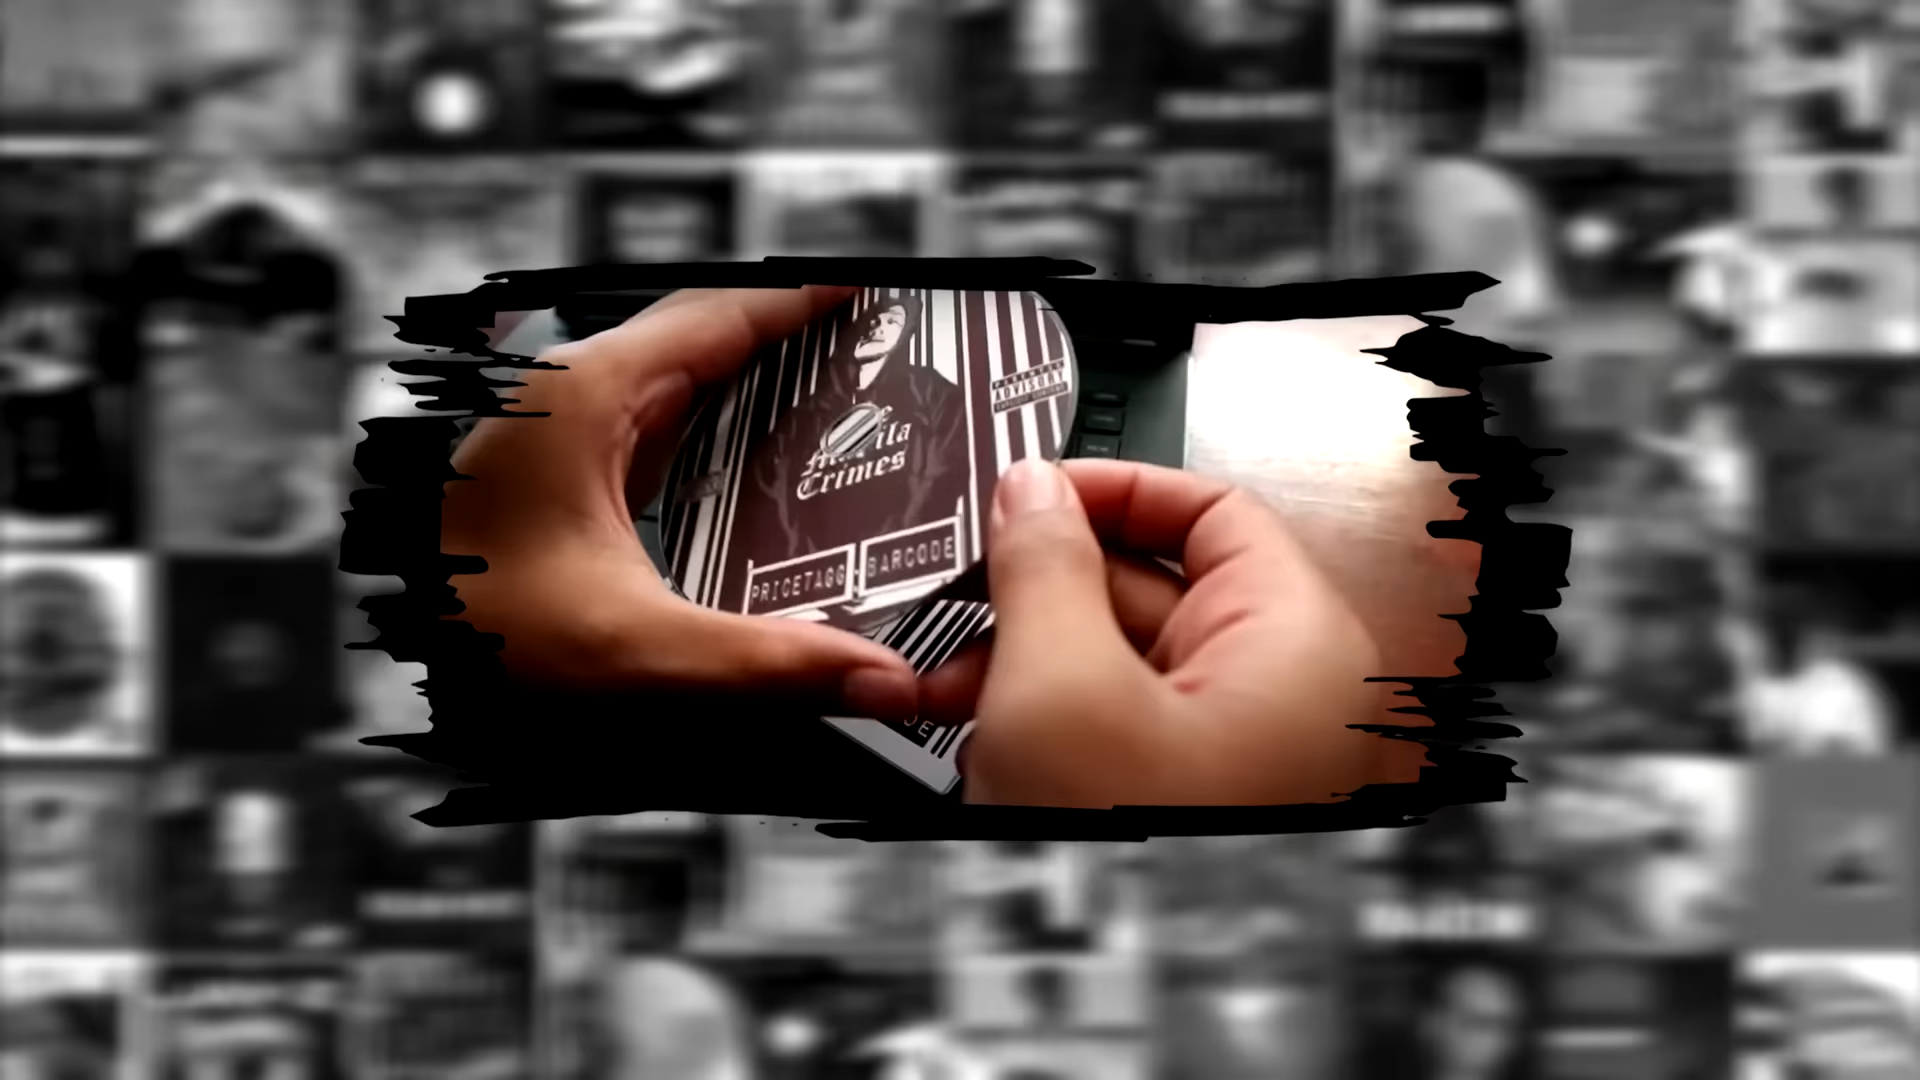 PARENTAL
ADVISORY
EXPLICIT CONTENT
Crimes
PRICETAGG
BARCODE